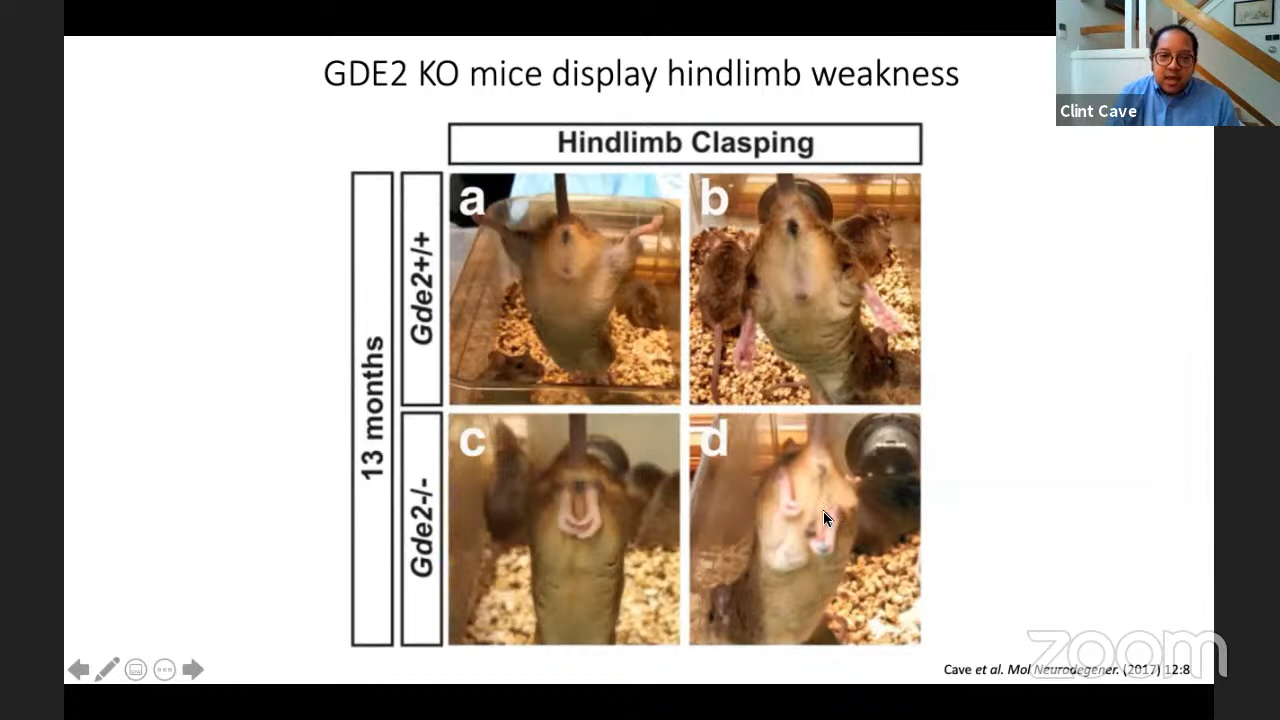 GDE2 KO mice display hindlimb weakness
Clint Cave
Hindlimb Clasping
13 months
Gde2+/+
a
b
Gde2-/-
c
d
Cave et al. Mol Neurodegener. (2017) 12:8
zoom